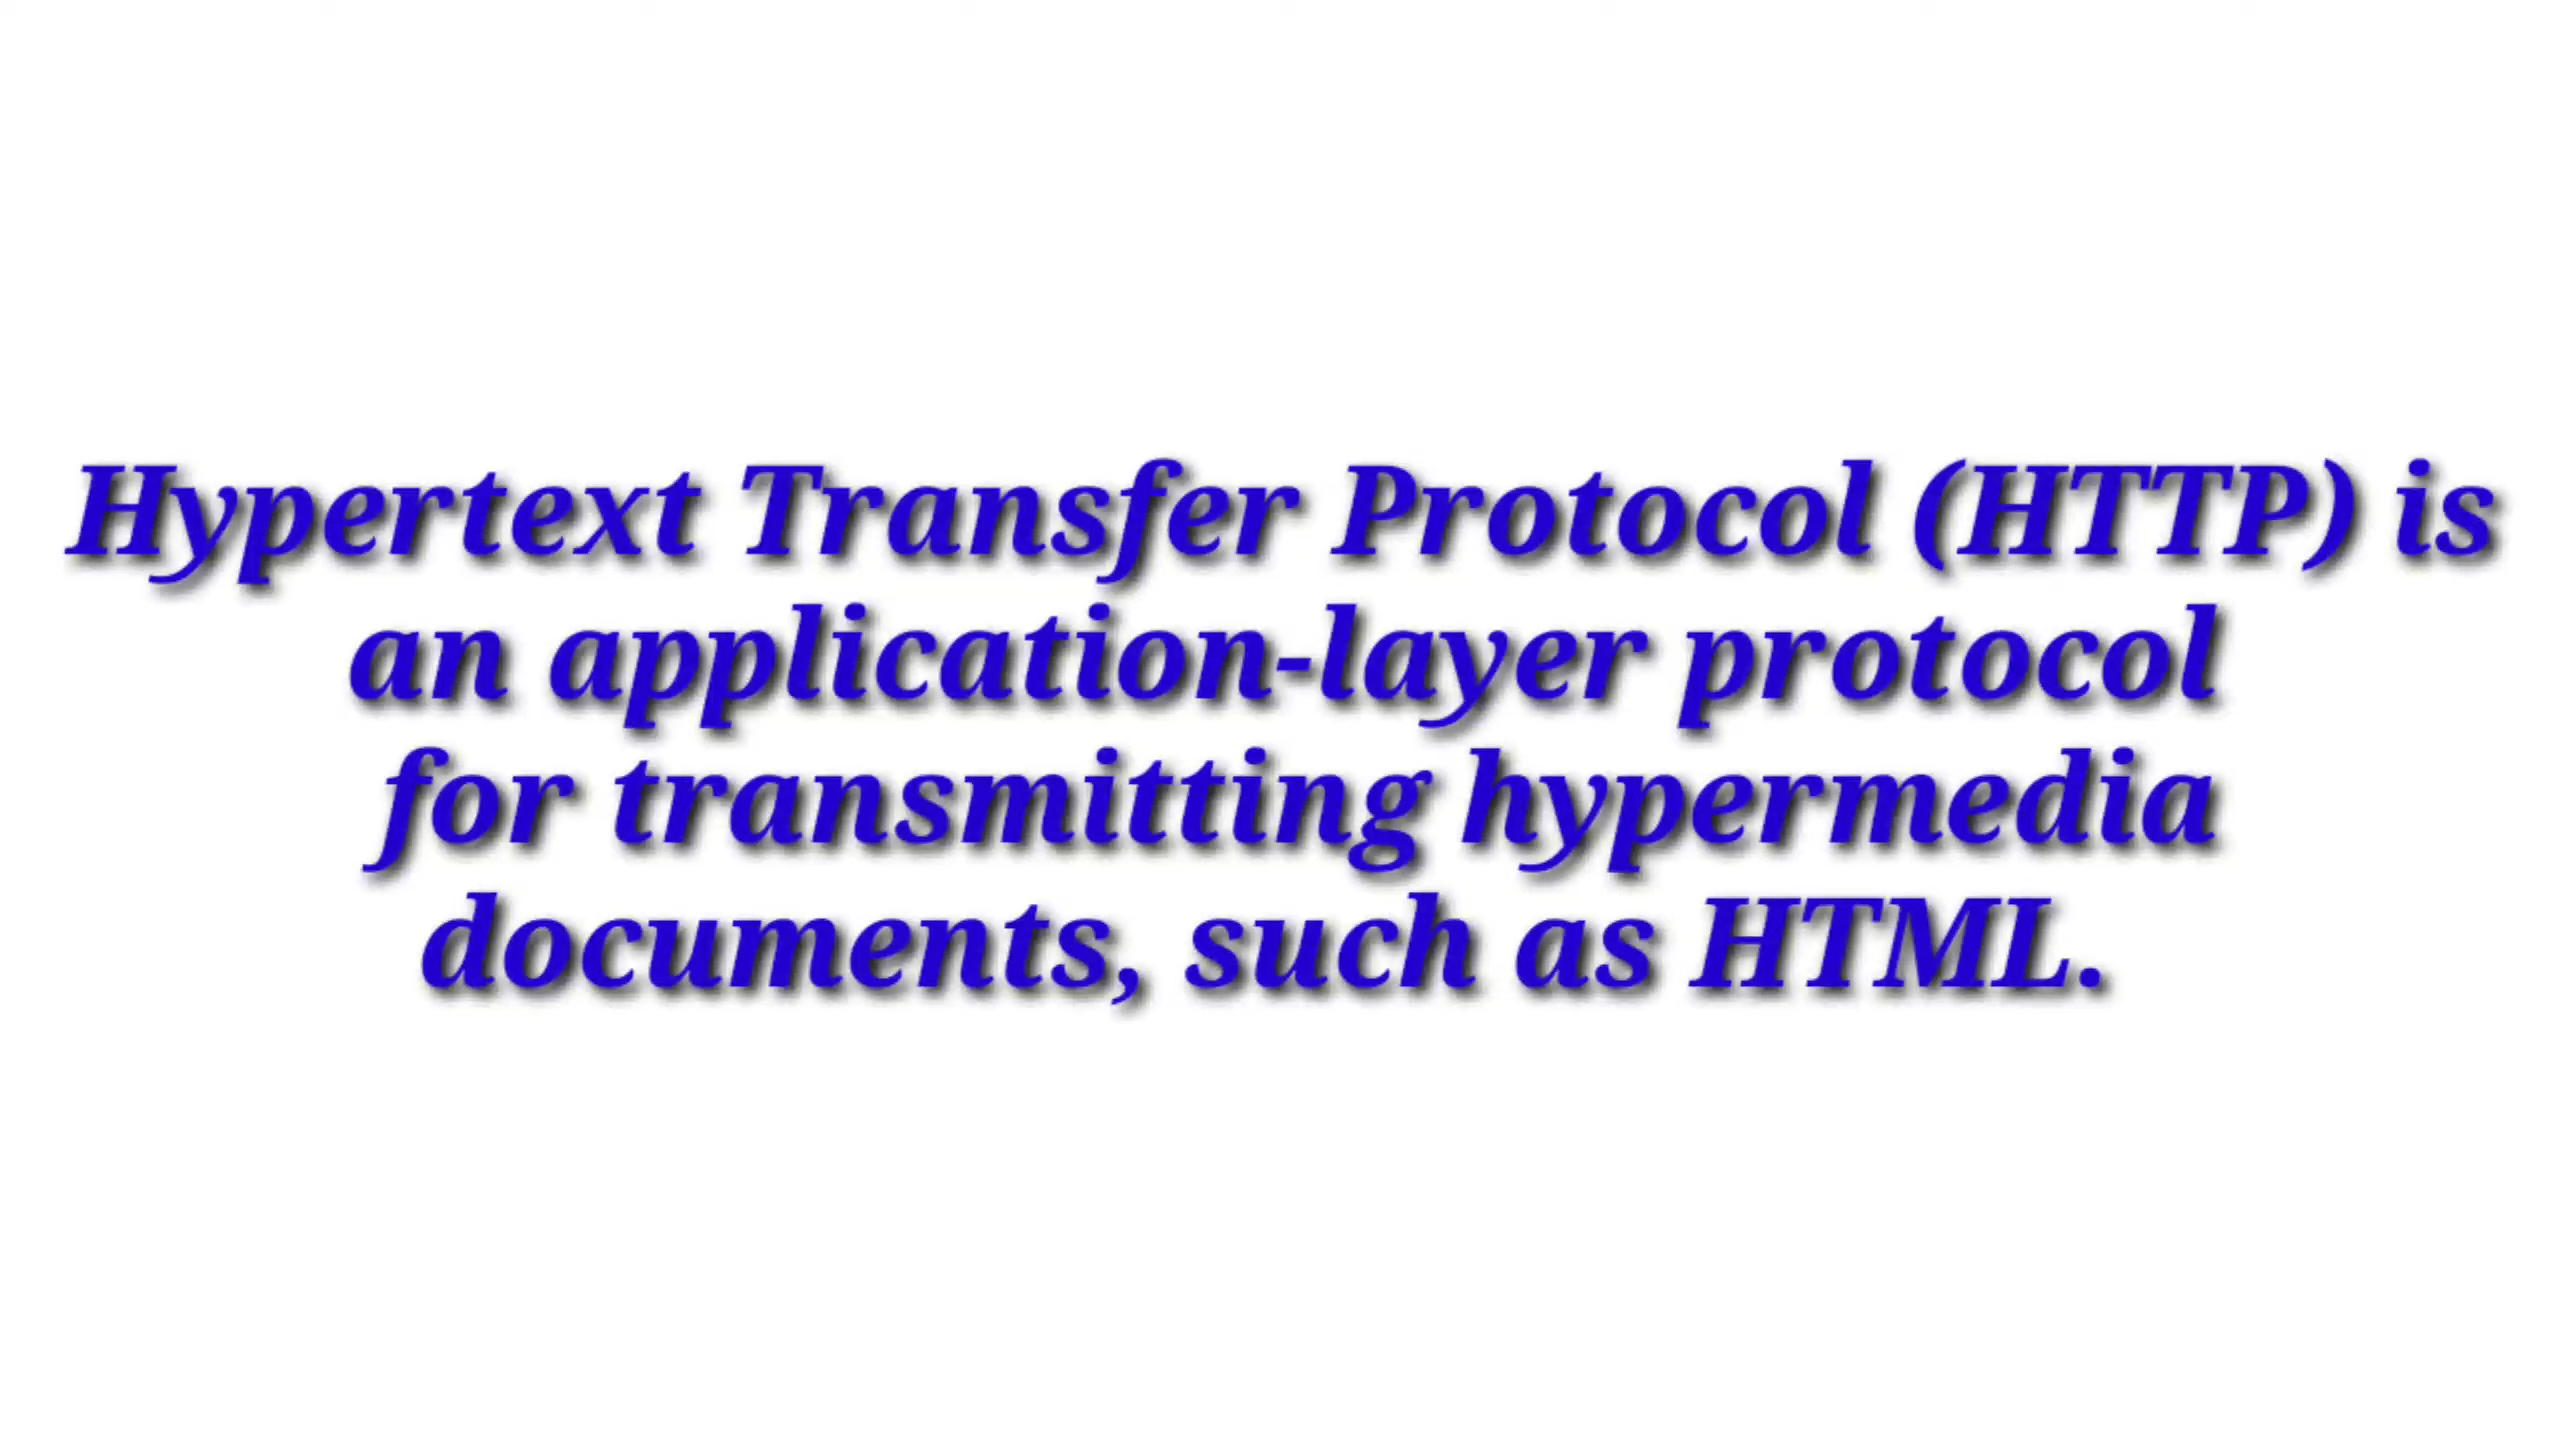 Hypertext Transfer Protocol (HTTP) is
an application-layer protocol
for transmitting hypermedia
documents, such as HTML.